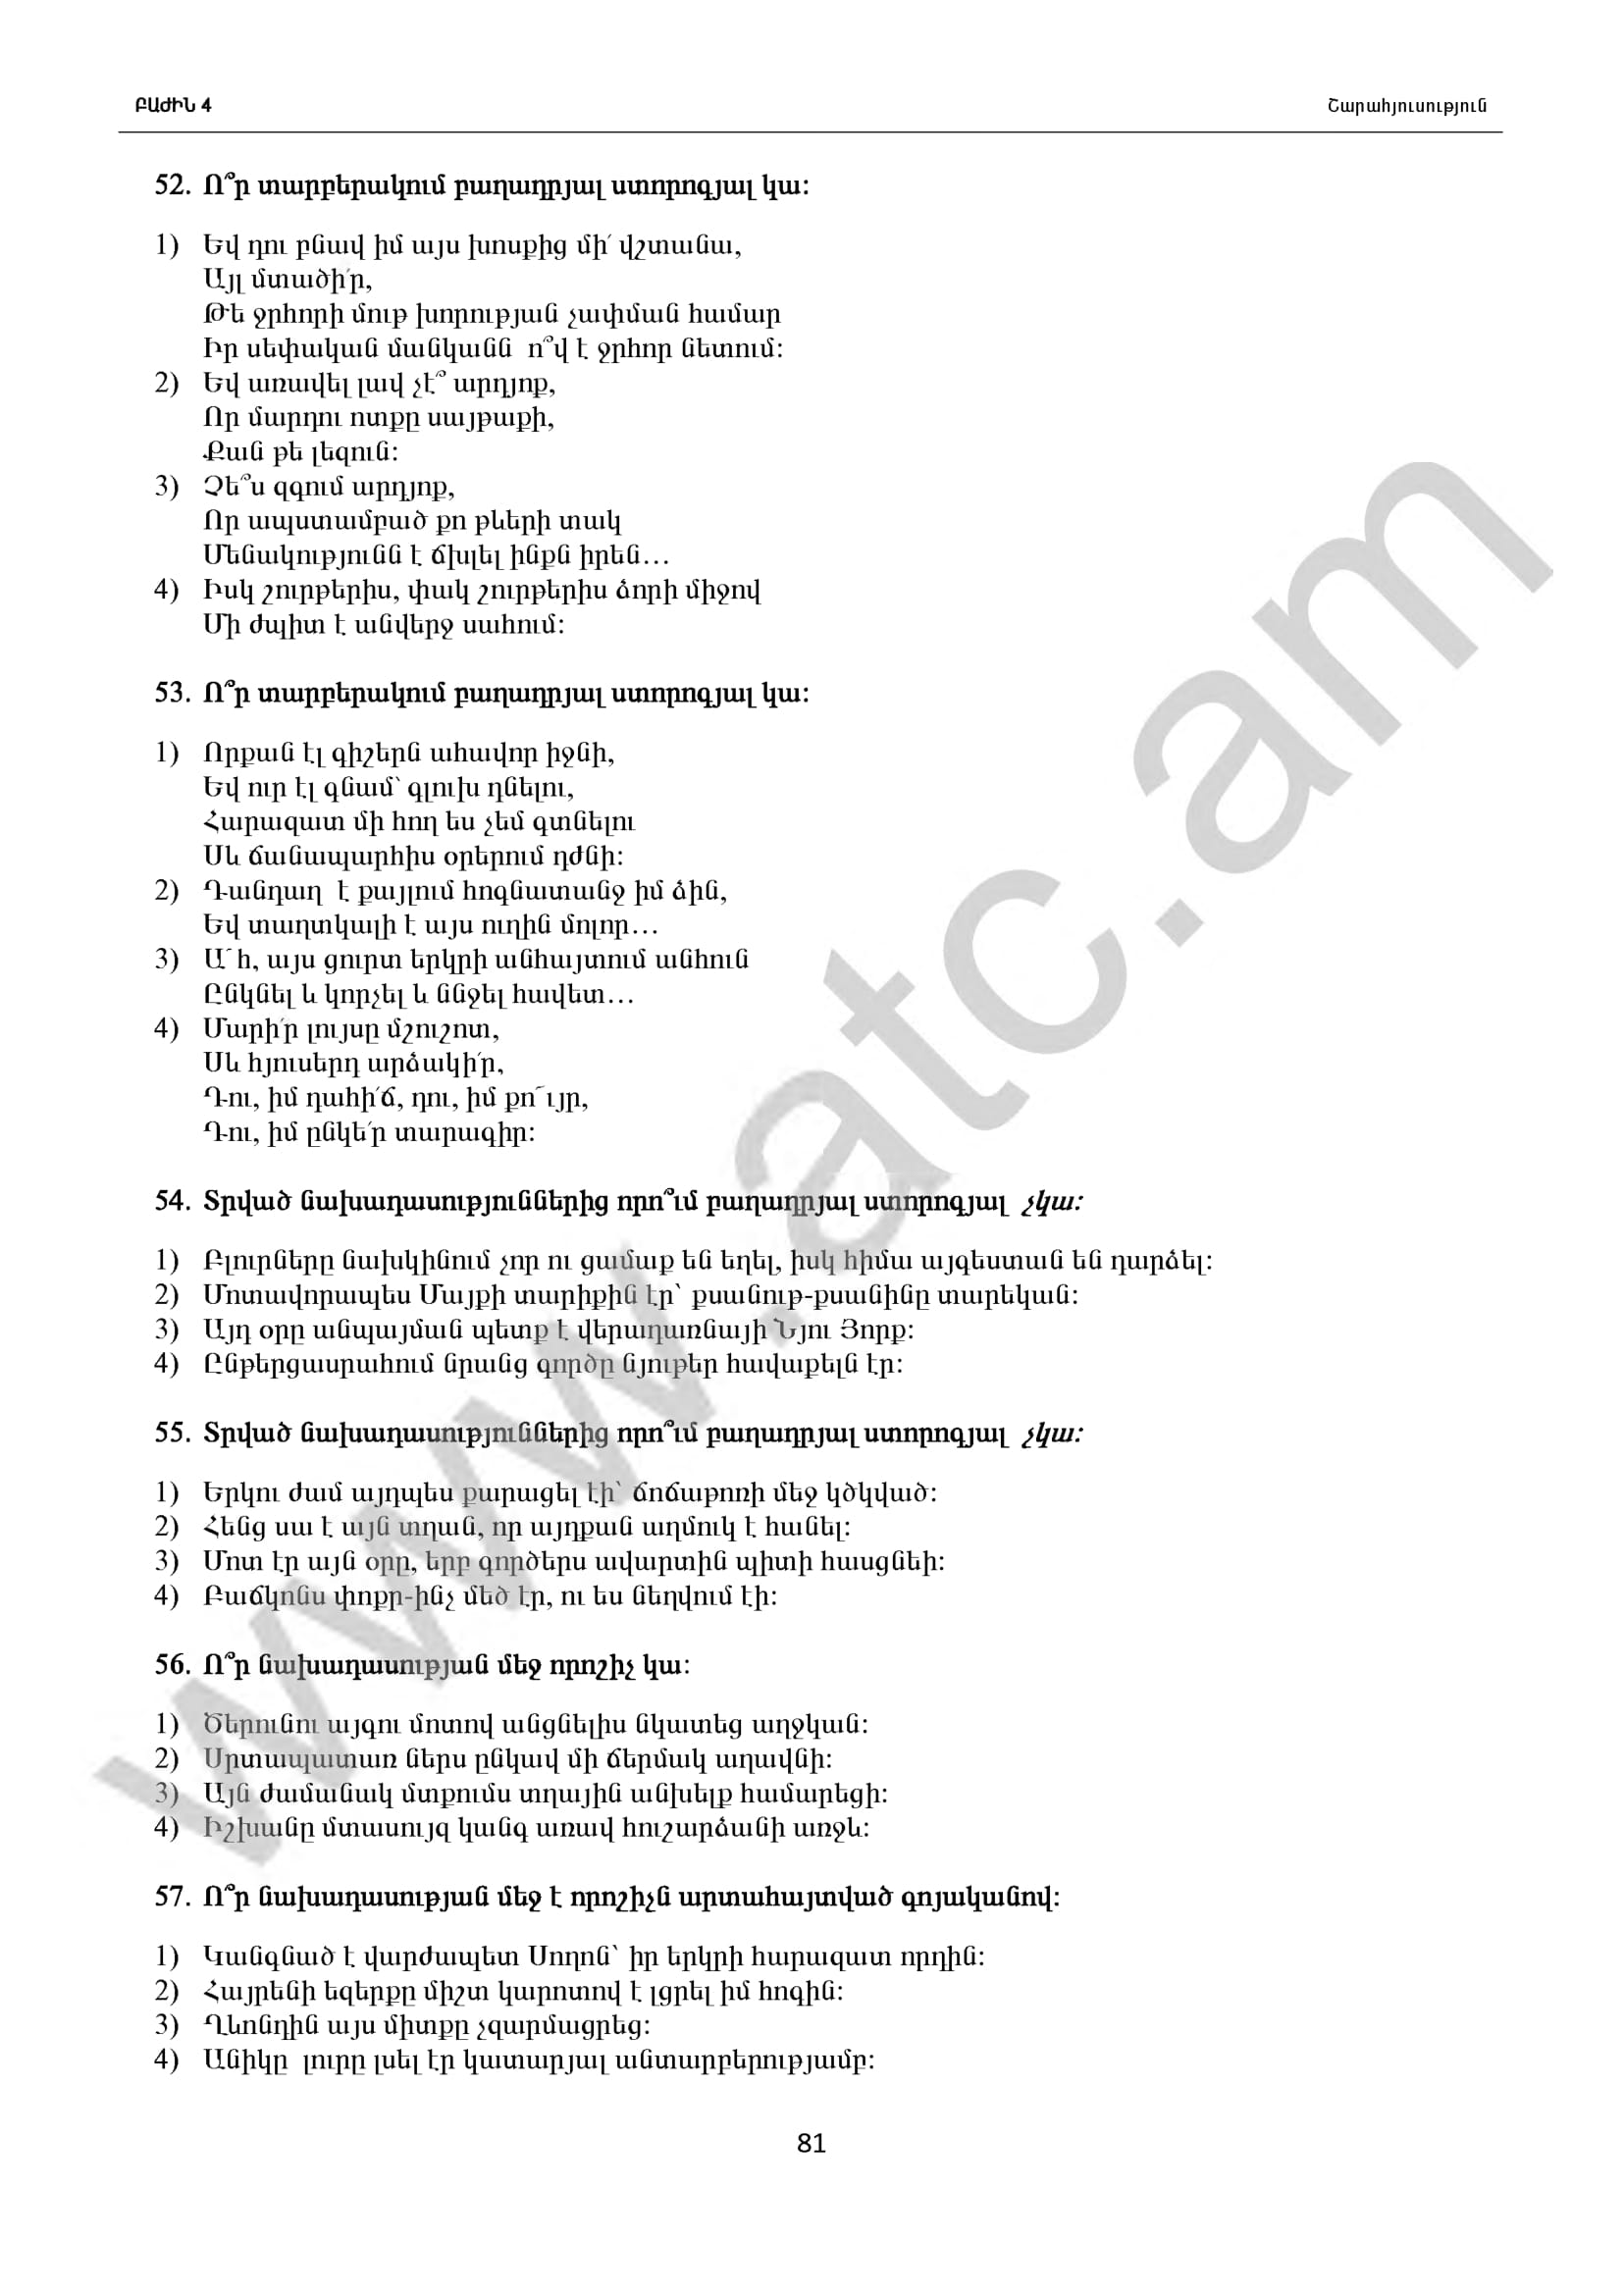 ԲԱԺԻՆ 4 Շարահյուսություն
52. Ո՞ր տարբերակում բաղադրյալ ստորոգյալ կա:
1) Եվ դու բնավ իմ այս խոսքից մի՛ վշտանա,
Այլ մտածի՛ր,
Թե ջրհորի մութ խորության չափման համար
Իր սեփական մանկանն ո՞վ է ջրհոր նետում:
2) Եվ առավել լավ չէ՞ արդյոք,
Որ մարդու ոտքը սայթաքի,
Քան թե լեզուն:
3) Չե՞ս զգում արդյոք,
Որ ապստամբած քո թևերի տակ
Մենակությունն է ճխլել ինքն իրեն…
4) Իսկ շուրթերիս, փակ շուրթերիս ձորի միջով
Մի ժպիտ է անվերջ սահում:
53. Ո՞ր տարբերակում բաղադրյալ ստորոգյալ կա:
1) Որքան էլ գիշերն ահավոր իջնի,
Եվ ուր էլ գնամ՝ գլուխ դնելու,
Հարազատ մի հող ես չեմ գտնելու
Սև ճանապարհիս օրերում դժնի:
2) Դանդաղ է քայլում հոգնատանջ իմ ձին,
Եվ տաղտկալի է այս ուղին մոլոր…
3) Ա՜հ, այս ցուրտ երկրի անհայտում անհուն
Ընկնել և կորչել և ննջել հավետ…
4) Մարի՛ր լույսը մշուշոտ,
Սև հյուսերդ արձակի՛ր,
Դու, իմ դահի՛ճ, դու, իմ քո՜ւյր,
Դու, իմ ընկե՛ր տարագիր:
54. Տրված նախադասություններից որո՞ւմ բաղադրյալ ստորոգյալ չկա:
1) Բլուրները նախկինում չոր ու ցամաք են եղել, իսկ հիմա այգեստան են դարձել:
2) Մոտավորապես Մայքի տարիքին էր՝ քսանութ-քսանինը տարեկան:
3) Այդ օրը անպայման պետք է վերադառնայի Նյու Յորք:
4) Ընթերցասրահում նրանց գործը նյութեր հավաքելն էր:
55. Տրված նախադասություններից որո՞ւմ բաղադրյալ ստորոգյալ չկա:
1) Երկու ժամ այդպես քարացել էի՝ ճոճաթոռի մեջ կծկված:
2) Հենց սա է այն տղան, որ այդքան աղմուկ է հանել:
3) Մոտ էր այն օրը, երբ գործերս ավարտին պիտի հասցնեի:
4) Բաճկոնս փոքր-ինչ մեծ էր, ու ես նեղվում էի:
56. Ո՞ր նախադասության մեջ որոշիչ կա:
1) Ծերունու այգու մոտով անցնելիս նկատեց աղջկան:
2) Սրտապատառ ներս ընկավ մի ճերմակ աղավնի:
3) Այն ժամանակ մտքումս տղային անխելք համարեցի:
4) Իշխանը մտասույզ կանգ առավ հուշարձանի առջև:
57. Ո՞ր նախադասության մեջ է որոշիչն արտահայտված գոյականով:
1) Կանգնած է վարժապետ Սողոն՝ իր երկրի հարազատ որդին:
2) Հայրենի եզերքը միշտ կարոտով է լցրել իմ հոգին:
3) Ղևոնդին այս միտքը չզարմացրեց:
4) Անիկը լուրը լսել էր կատարյալ անտարբերությամբ:
81
www.atc.am